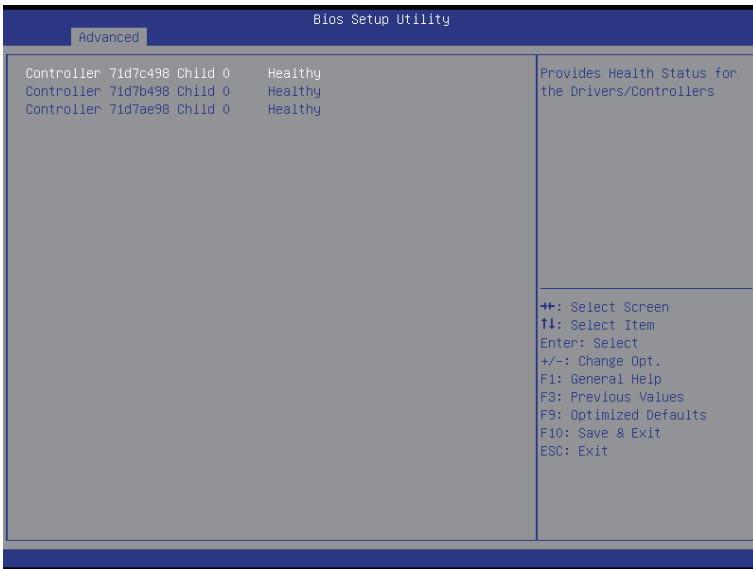 Bios Setup Utility
Advanced
Controller 71d7c498 Child 0 Healthy
Controller 71d7b498 Child 0 Healthy
Controller 71d7ae98 Child 0 Healthy
Provides Health Status for
the Drivers/Controllers
→←: Select Screen
↑↓: Select Item
Enter: Select
+/-: Change Opt.
F1: General Help
F3: Previous Values
F9: Optimized Defaults
F10: Save & Exit
ESC: Exit